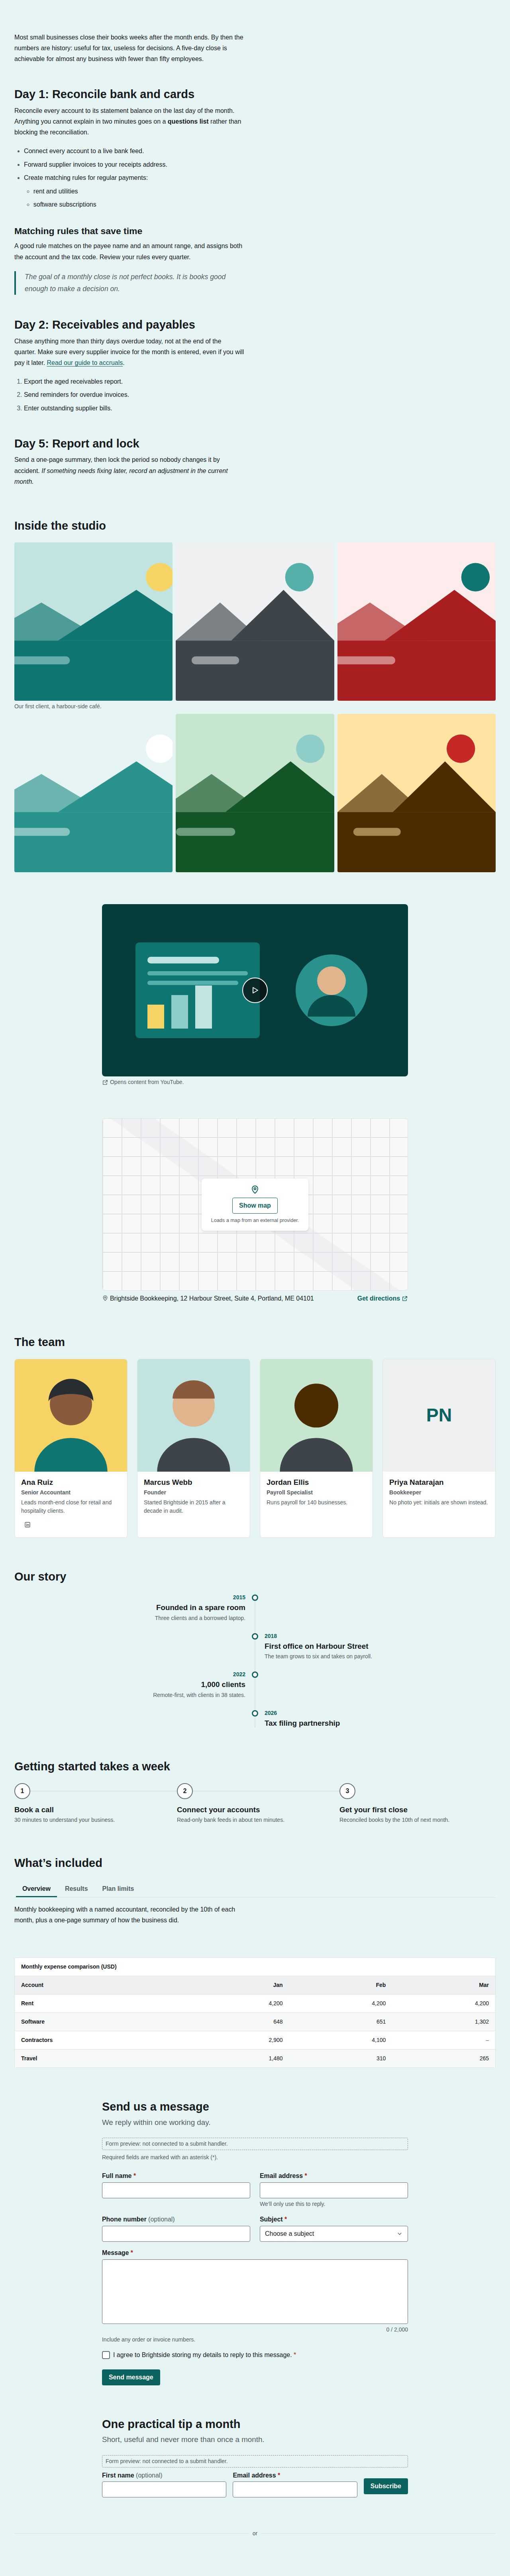 Most small businesses close their books weeks after the month ends. By then the
numbers are history: useful for tax, useless for decisions. A five-day close is
achievable for almost any business with fewer than fifty employees.
Day 1: Reconcile bank and cards
Reconcile every account to its statement balance on the last day of the month.
Anything you cannot explain in two minutes goes on a questions list rather than
blocking the reconciliation.
Connect every account to a live bank feed.
Forward supplier invoices to your receipts address.
Create matching rules for regular payments:
rent and utilities
software subscriptions
Matching rules that save time
A good rule matches on the payee name and an amount range, and assigns both
the account and the tax code. Review your rules every quarter.
The goal of a monthly close is not perfect books. It is books good
enough to make a decision on.
Day 2: Receivables and payables
Chase anything more than thirty days overdue today, not at the end of the
quarter. Make sure every supplier invoice for the month is entered, even if you will
pay it later. Read our guide to accruals.
1. Export the aged receivables report.
2. Send reminders for overdue invoices.
3. Enter outstanding supplier bills.
Day 5: Report and lock
Send a one-page summary, then lock the period so nobody changes it by
accident. If something needs fixing later, record an adjustment in the current
month.
Inside the studio
Our first client, a harbour-side café.
Opens content from YouTube.
Show map
Loads a map from an external provider.
Brightside Bookkeeping, 12 Harbour Street, Suite 4, Portland, ME 04101
Get directions
The team
PN
Ana Ruiz
Senior Accountant
Leads month-end close for retail and
hospitality clients.
Marcus Webb
Founder
Started Brightside in 2015 after a
decade in audit.
Jordan Ellis
Payroll Specialist
Runs payroll for 140 businesses.
Priya Natarajan
Bookkeeper
No photo yet: initials are shown instead.
Our story
2015
Founded in a spare room
Three clients and a borrowed laptop.
2018
First office on Harbour Street
The team grows to six and takes on payroll.
2022
1,000 clients
Remote-first, with clients in 38 states.
2026
Tax filing partnership
Getting started takes a week
1
Book a call
30 minutes to understand your business.
2
Connect your accounts
Read-only bank feeds in about ten minutes.
3
Get your first close
Reconciled books by the 10th of next month.
What's included
Overview Results Plan limits
Monthly bookkeeping with a named accountant, reconciled by the 10th of each
month, plus a one-page summary of how the business did.
Monthly expense comparison (USD)
Account Jan Feb Mar
Rent 4,200 4,200 4,200
Software 648 651 1,302
Contractors 2,900 4,100 –
Travel 1,480 310 265
Send us a message
We reply within one working day.
Form preview: not connected to a submit handler.
Required fields are marked with an asterisk (*).
Full name * Email address *
We'll only use this to reply.
Phone number (optional) Subject *
Choose a subject
Message *
0 / 2,000
Include any order or invoice numbers.
I agree to Brightside storing my details to reply to this message. *
Send message
One practical tip a month
Short, useful and never more than once a month.
Form preview: not connected to a submit handler.
First name (optional) Email address *
Subscribe
or